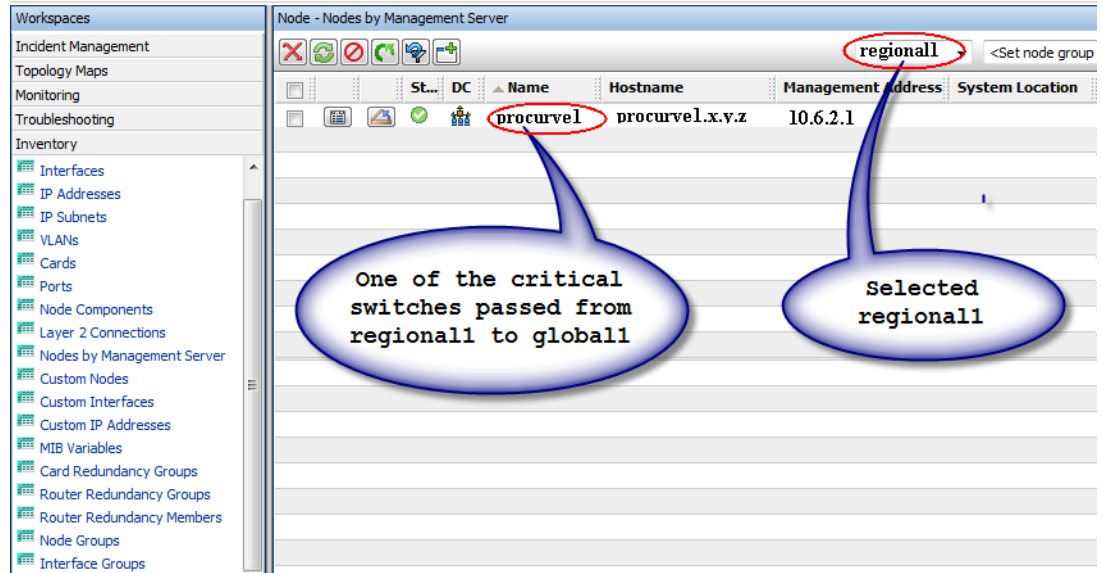 Workspaces
Incident Management
Topology Maps
Monitoring
Troubleshooting
Inventory
Interfaces
IP Addresses
IP Subnets
VLANs
Cards
Ports
Node Components
Layer 2 Connections
Nodes by Management Server
Custom Nodes
Custom Interfaces
Custom IP Addresses
MIB Variables
Card Redundancy Groups
Router Redundancy Groups
Router Redundancy Members
Node Groups
Interface Groups
Node - Nodes by Management Server
regional1 <Set node group
St... DC Name Hostname Management Address System Location
procurve1 procurve1.x.y.z 10.6.2.1
One of the critical
switches passed from
regional1 to global1
Selected
regional1